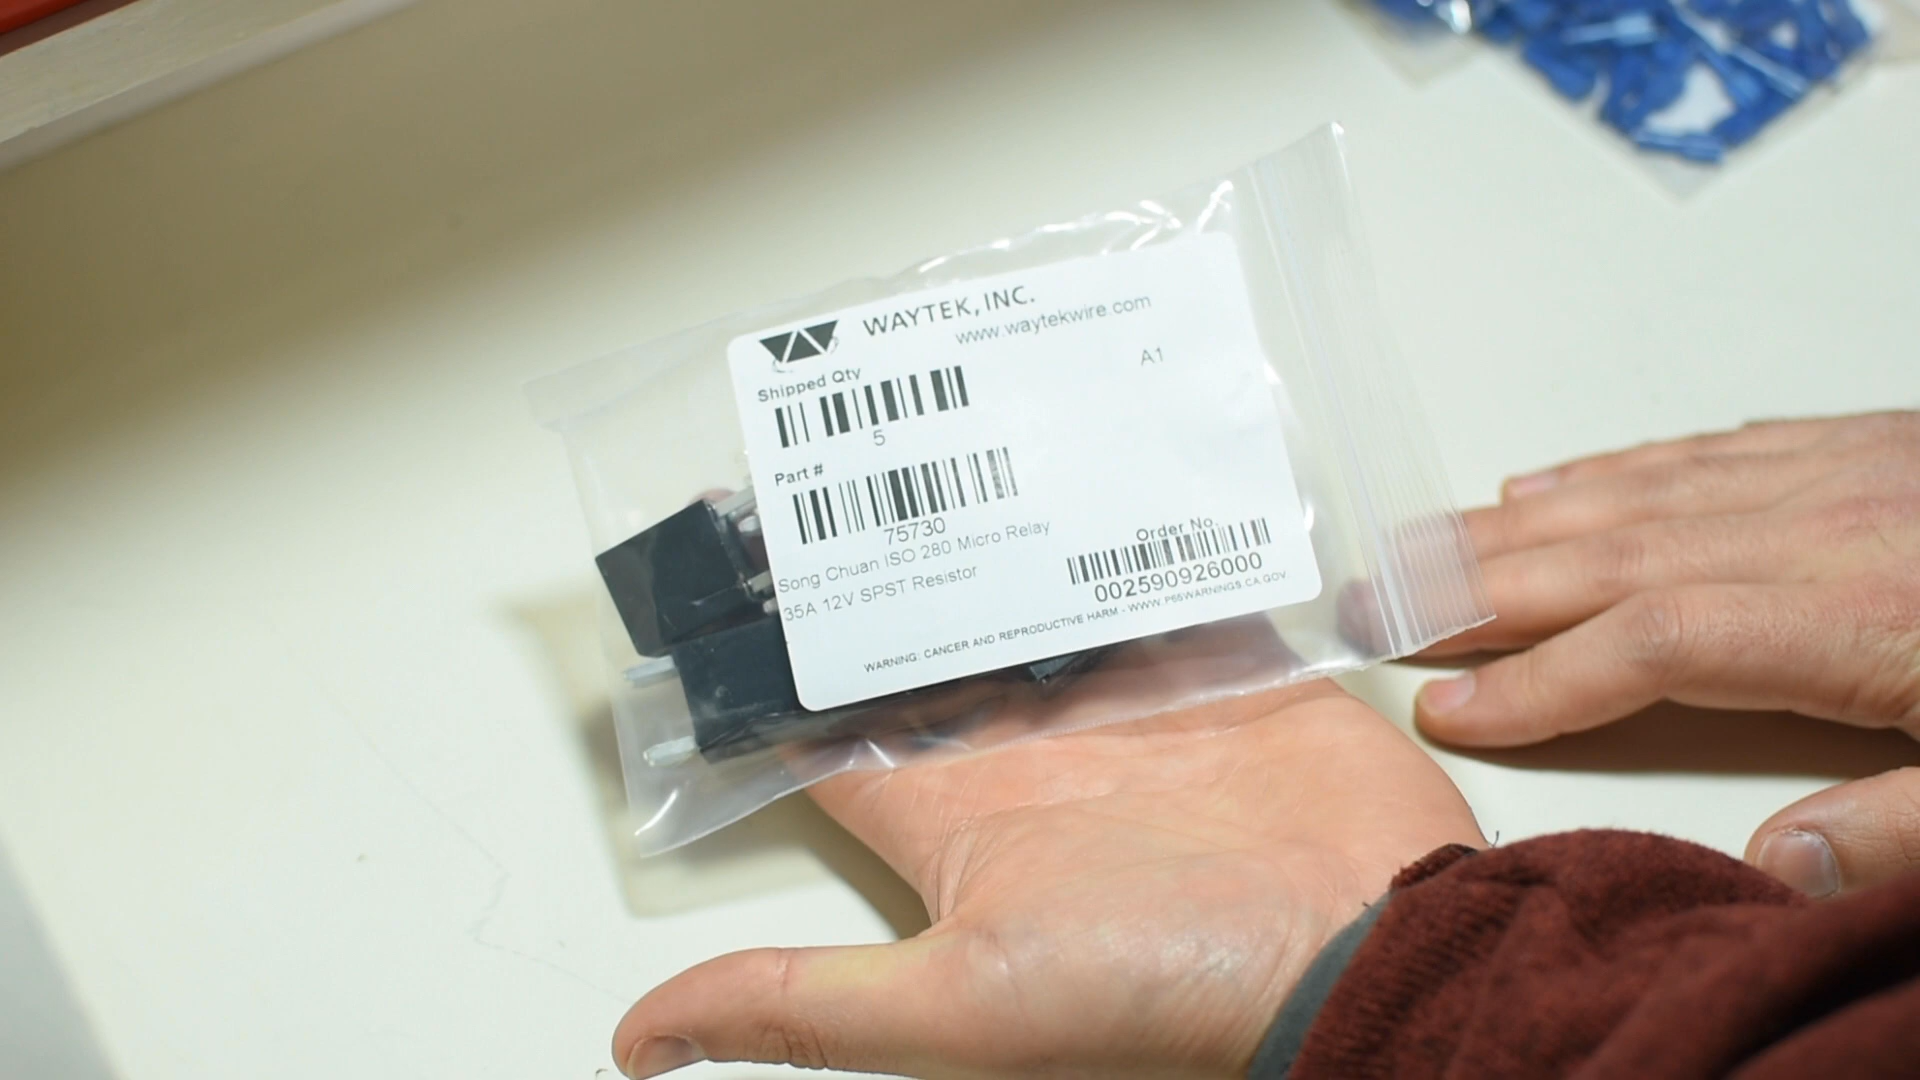 WAYTEK, INC.
www.waytekwire.com
A1
Shipped Qty
5
Part #
75730
Song Chuan ISO 280 Micro Relay
35A 12V SPST Resistor
Order No.
002590926000
WARNING: CANCER AND REPRODUCTIVE HARM - WWW.P65WARNINGS.CA.GOV